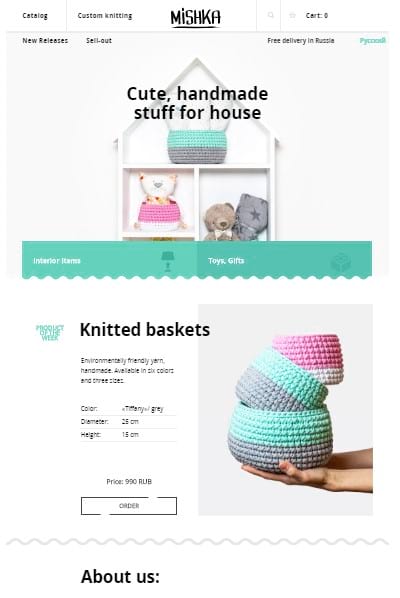 Catalog
Custom knitting
MiSHKA
Cart: 0
New Releases
Sell-out
Free delivery in Russia
Русский
Cute, handmade
stuff for house
Interior items
Toys, Gifts
PRODUCT
OF THE
WEEK
Knitted baskets
Environmentally friendly yarn,
handmade. Available in six colors
and three sizes.
Color: «Tiffany»/ grey
Diameter: 25 cm
Height: 15 cm
Price: 990 RUB
ORDER
About us: